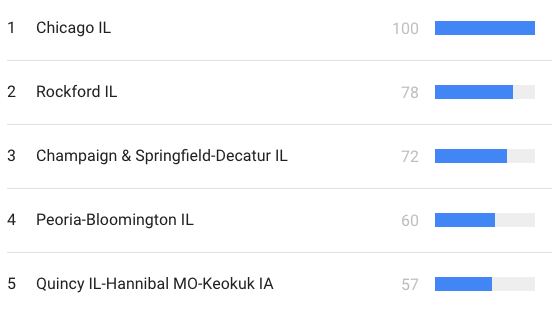 1 Chicago IL 100
2 Rockford IL 78
3 Champaign & Springfield-Decatur IL 72
4 Peoria-Bloomington IL 60
5 Quincy IL-Hannibal MO-Keokuk IA 57